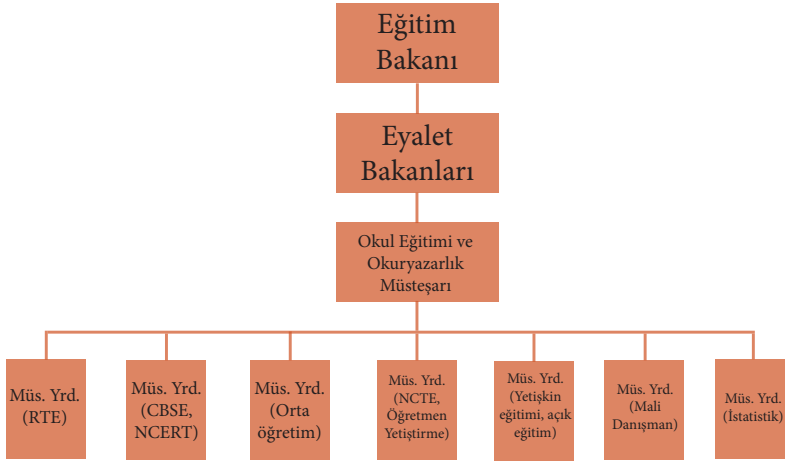 Eğitim
Bakanı
Eyalet
Bakanları
Okul Eğitimi ve
Okuryazarlık
Müsteşarı
Müs. Yrd.
(RTE)
Müs. Yrd.
(CBSE,
NCERT)
Müs. Yrd.
(Orta
öğretim)
Müs. Yrd.
(NCTE,
Öğretmen
Yetiştirme)
Müs. Yrd.
(Yetişkin
eğitimi, açık
eğitim)
Müs. Yrd.
(Mali
Danışman)
Müs. Yrd.
(İstatistik)